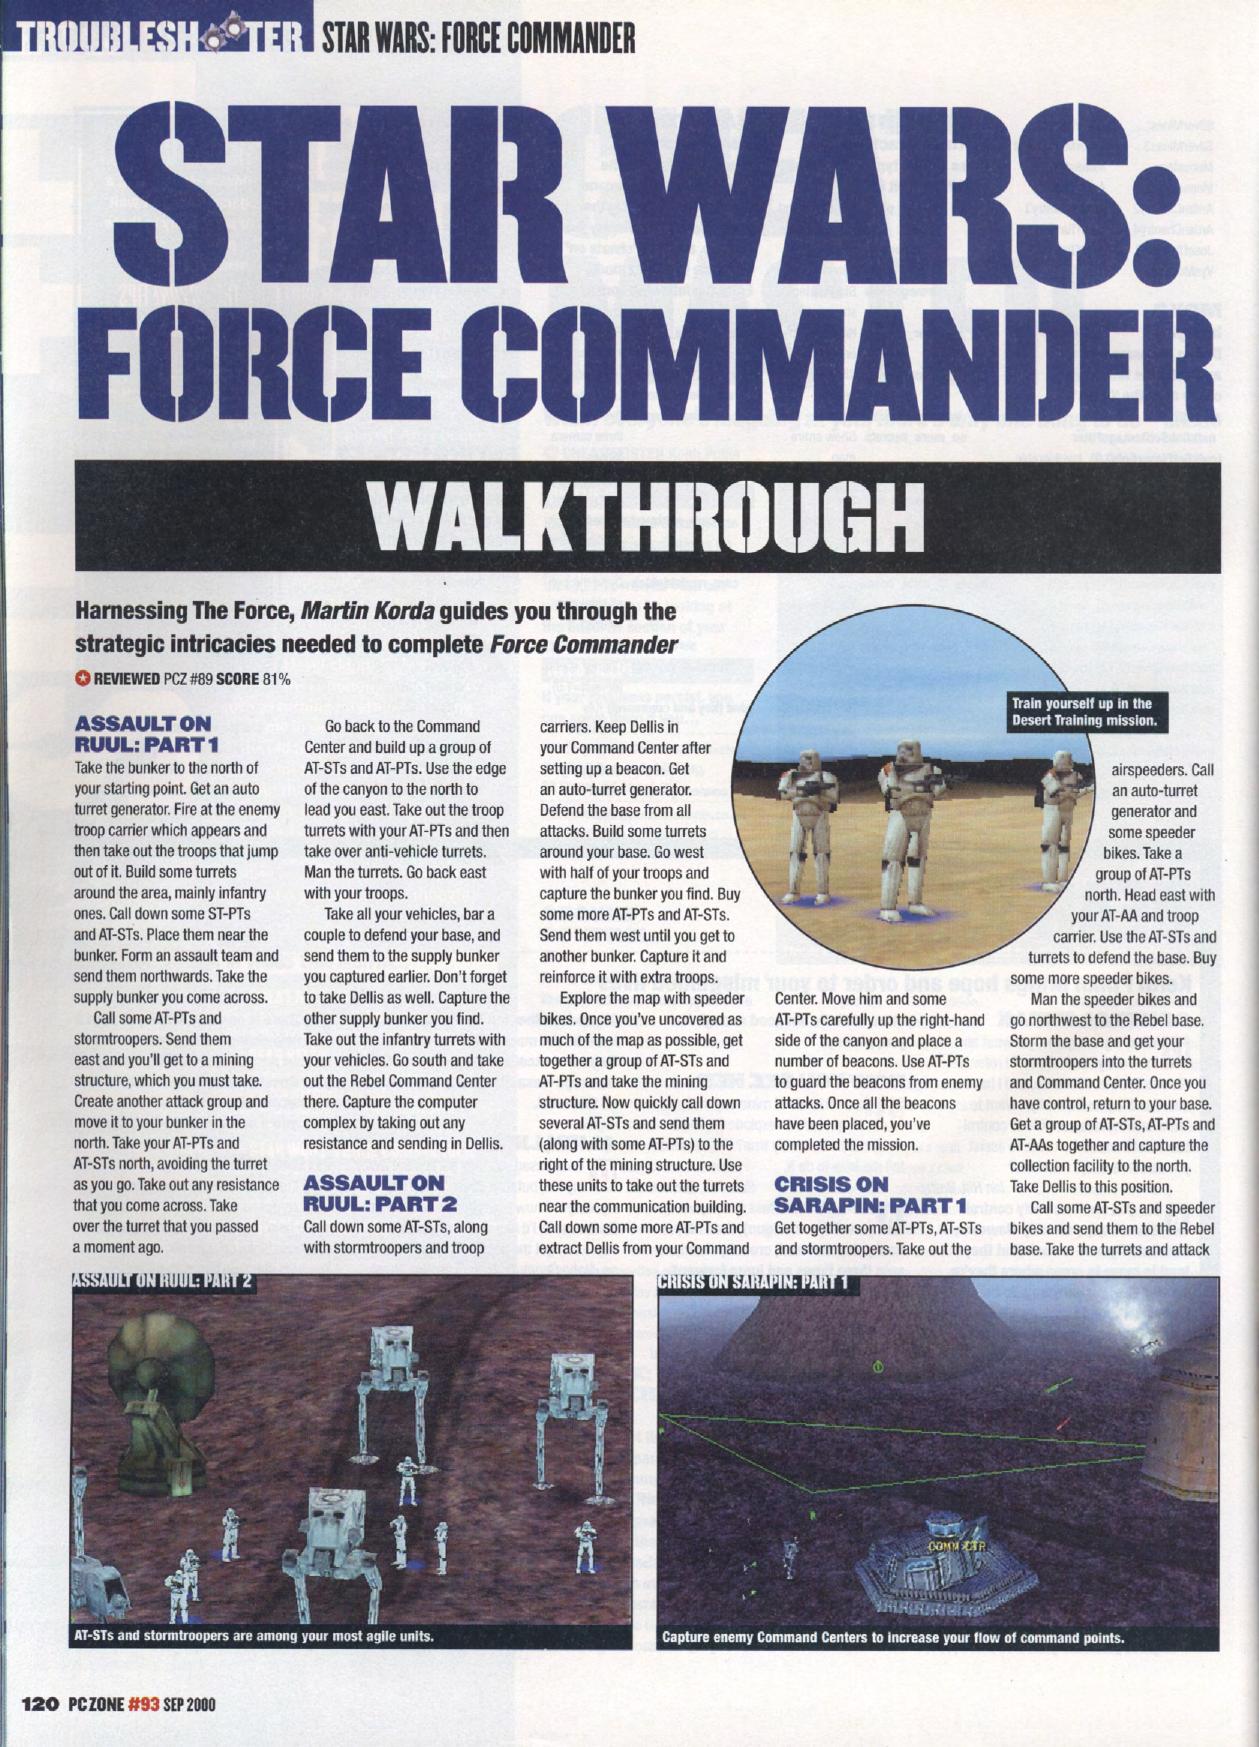 TROUBLESHOOTER STAR WARS: FORCE COMMANDER
STAR WARS:
FORCE COMMANDER
WALKTHROUGH
Harnessing The Force, Martin Korda guides you through the
strategic intricacies needed to complete Force Commander
REVIEWED PCZ #89 SCORE 81%
ASSAULT ON
RUUL: PART 1
Take the bunker to the north of
your starting point. Get an auto
turret generator. Fire at the enemy
troop carrier which appears and
then take out the troops that jump
out of it. Build some turrets
around the area, mainly infantry
ones. Call down some ST-PTs
and AT-STs. Place them near the
bunker. Form an assault team and
send them northwards. Take the
supply bunker you come across.
Call some AT-PTs and
stormtroopers. Send them
east and you'll get to a mining
structure, which you must take.
Create another attack group and
move it to your bunker in the
north. Take your AT-PTs and
AT-STs north, avoiding the turret
as you go. Take out any resistance
that you come across. Take
over the turret that you passed
a moment ago.
Go back to the Command
Center and build up a group of
AT-STs and AT-PTs. Use the edge
of the canyon to the north to
lead you east. Take out the troop
turrets with your AT-PTs and then
take over anti-vehicle turrets.
Man the turrets. Go back east
with your troops.
Take all your vehicles, bar a
couple to defend your base, and
send them to the supply bunker
you captured earlier. Don't forget
to take Dellis as well. Capture the
other supply bunker you find.
Take out the infantry turrets with
your vehicles. Go south and take
out the Rebel Command Center
there. Capture the computer
complex by taking out any
resistance and sending in Dellis.
ASSAULT ON
RUUL: PART 2
Call down some AT-STs, along
with stormtroopers and troop
carriers. Keep Dellis in
your Command Center after
setting up a beacon. Get
an auto-turret generator.
Defend the base from all
attacks. Build some turrets
around your base. Go west
with half of your troops and
capture the bunker you find. Buy
some more AT-PTs and AT-STs.
Send them west until you get to
another bunker. Capture it and
reinforce it with extra troops.
Explore the map with speeder
bikes. Once you've uncovered as
much of the map as possible, get
together a group of AT-STs and
AT-PTs and take the mining
structure. Now quickly call down
several AT-STs and send them
(along with some AT-PTs) to the
right of the mining structure. Use
these units to take out the turrets
near the communication building.
Call down some more AT-PTs and
extract Dellis from your Command
Train yourself up in the
Desert Training mission.
Center. Move him and some
AT-PTs carefully up the right-hand
side of the canyon and place a
number of beacons. Use AT-PTs
to guard the beacons from enemy
attacks. Once all the beacons
have been placed, you've
completed the mission.
CRISIS ON
SARAPIN: PART 1
Get together some AT-PTs, AT-STs
and stormtroopers. Take out the
airspeeders. Call
an auto-turret
generator and
some speeder
bikes. Take a
group of AT-PTs
north. Head east with
your AT-AA and troop
carrier. Use the AT-STs and
turrets to defend the base. Buy
some more speeder bikes.
Man the speeder bikes and
go northwest to the Rebel base.
Storm the base and get your
stormtroopers into the turrets
and Command Center. Once you
have control, return to your base.
Get a group of AT-STs, AT-PTs and
AT-AAs together and capture the
collection facility to the north.
Take Dellis to this position.
Call some AT-STs and speeder
bikes and send them to the Rebel
base. Take the turrets and attack
ASSAULT ON RUUL: PART 2
AT-STs and stormtroopers are among your most agile units.
CRISIS ON SARAPIN: PART 1
COMM CTR
Capture enemy Command Centers to increase your flow of command points.
120 PC ZONE #93 SEP 2000